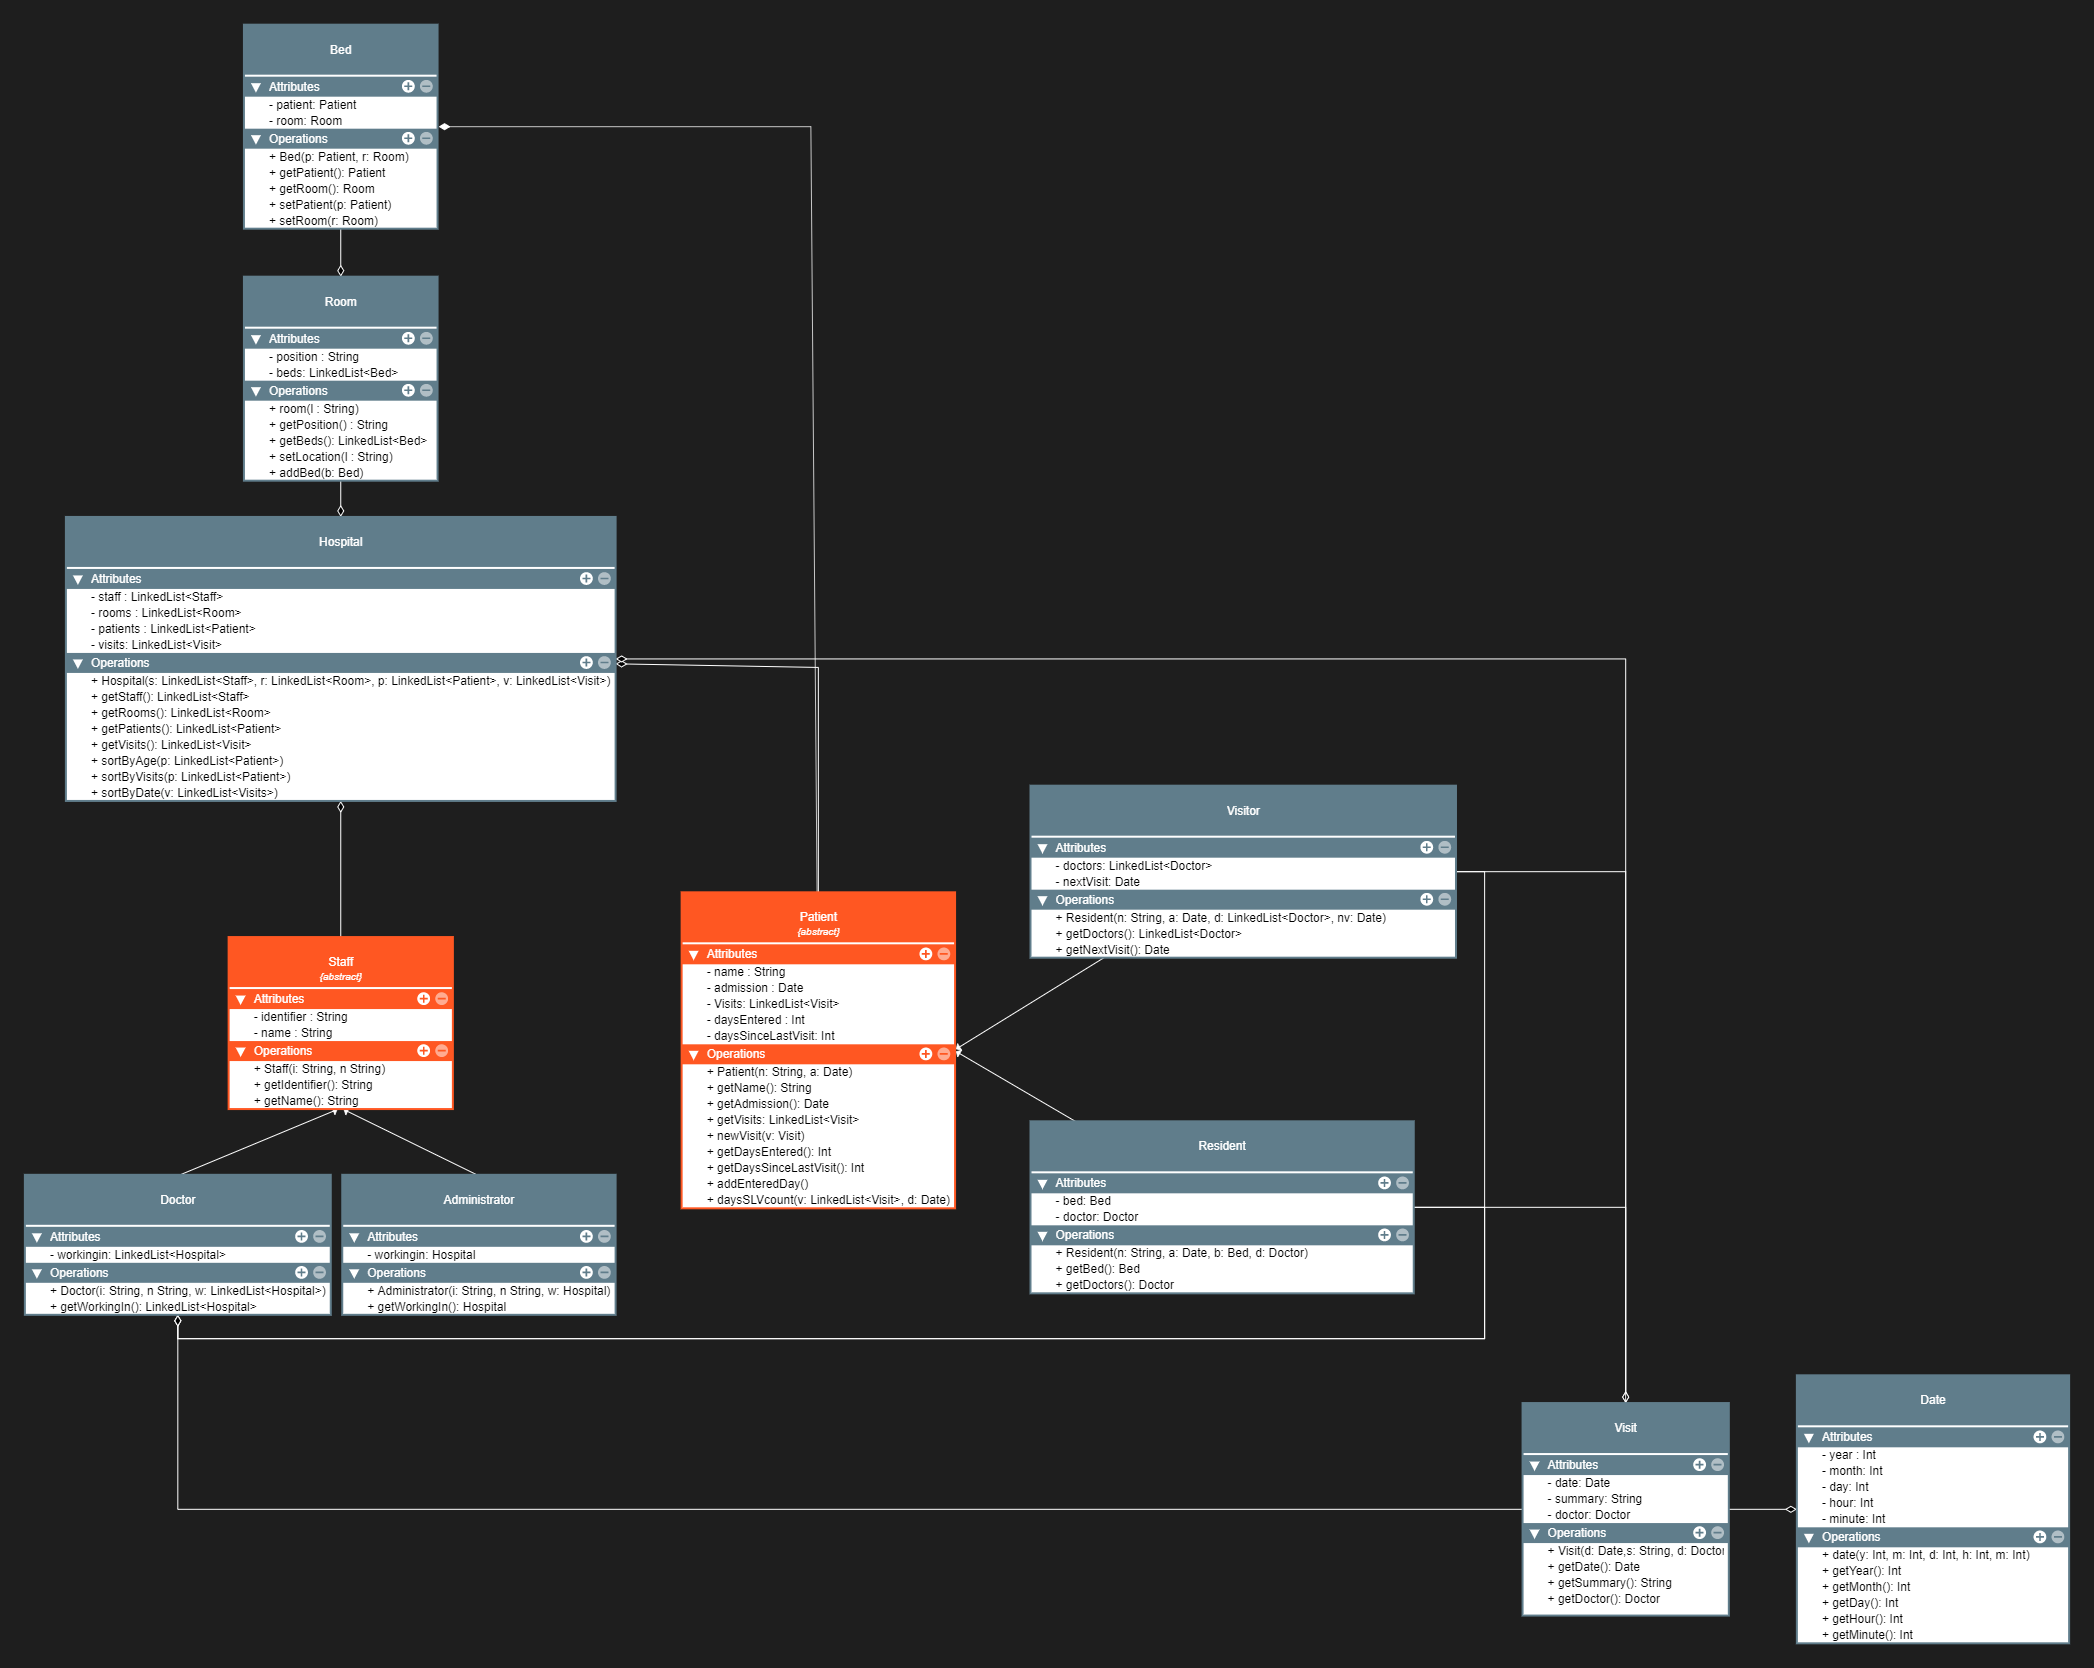 Bed
Attributes
- patient: Patient
- room: Room
Operations
+ Bed(p: Patient, r: Room)
+ getPatient(): Patient
+ getRoom(): Room
+ setPatient(p: Patient)
+ setRoom(r: Room)
Room
Attributes
- position : String
- beds: LinkedList<Bed>
Operations
+ room(l : String)
+ getPosition() : String
+ getBeds(): LinkedList<Bed>
+ setLocation(l : String)
+ addBed(b: Bed)
Hospital
Attributes
- staff : LinkedList<Staff>
- rooms : LinkedList<Room>
- patients : LinkedList<Patient>
- visits: LinkedList<Visit>
Operations
+ Hospital(s: LinkedList<Staff>, r: LinkedList<Room>, p: LinkedList<Patient>, v: LinkedList<Visit>)
+ getStaff(): LinkedList<Staff>
+ getRooms(): LinkedList<Room>
+ getPatients(): LinkedList<Patient>
+ getVisits(): LinkedList<Visit>
+ sortByAge(p: LinkedList<Patient>)
+ sortByVisits(p: LinkedList<Patient>)
+ sortByDate(v: LinkedList<Visits>)
Staff
{abstract}
Attributes
- identifier : String
- name : String
Operations
+ Staff(i: String, n String)
+ getIdentifier(): String
+ getName(): String
Doctor
Attributes
- workingin: LinkedList<Hospital>
Operations
+ Doctor(i: String, n String, w: LinkedList<Hospital>)
+ getWorkingIn(): LinkedList<Hospital>
Administrator
Attributes
- workingin: Hospital
Operations
+ Administrator(i: String, n String, w: Hospital)
+ getWorkingIn(): Hospital
Patient
{abstract}
Attributes
- name : String
- admission : Date
- Visits: LinkedList<Visit>
- daysEntered : Int
- daysSinceLastVisit: Int
Operations
+ Patient(n: String, a: Date)
+ getName(): String
+ getAdmission(): Date
+ getVisits: LinkedList<Visit>
+ newVisit(v: Visit)
+ getDaysEntered(): Int
+ getDaysSinceLastVisit(): Int
+ addEnteredDay()
+ daysSLVcount(v: LinkedList<Visit>, d: Date)
Visitor
Attributes
- doctors: LinkedList<Doctor>
- nextVisit: Date
Operations
+ Resident(n: String, a: Date, d: LinkedList<Doctor>, nv: Date)
+ getDoctors(): LinkedList<Doctor>
+ getNextVisit(): Date
Resident
Attributes
- bed: Bed
- doctor: Doctor
Operations
+ Resident(n: String, a: Date, b: Bed, d: Doctor)
+ getBed(): Bed
+ getDoctors(): Doctor
Visit
Attributes
- date: Date
- summary: String
- doctor: Doctor
Operations
+ Visit(d: Date,s: String, d: Doctor
+ getDate(): Date
+ getSummary(): String
+ getDoctor(): Doctor
Date
Attributes
- year : Int
- month: Int
- day: Int
- hour: Int
- minute: Int
Operations
+ date(y: Int, m: Int, d: Int, h: Int, m: Int)
+ getYear(): Int
+ getMonth(): Int
+ getDay(): Int
+ getHour(): Int
+ getMinute(): Int